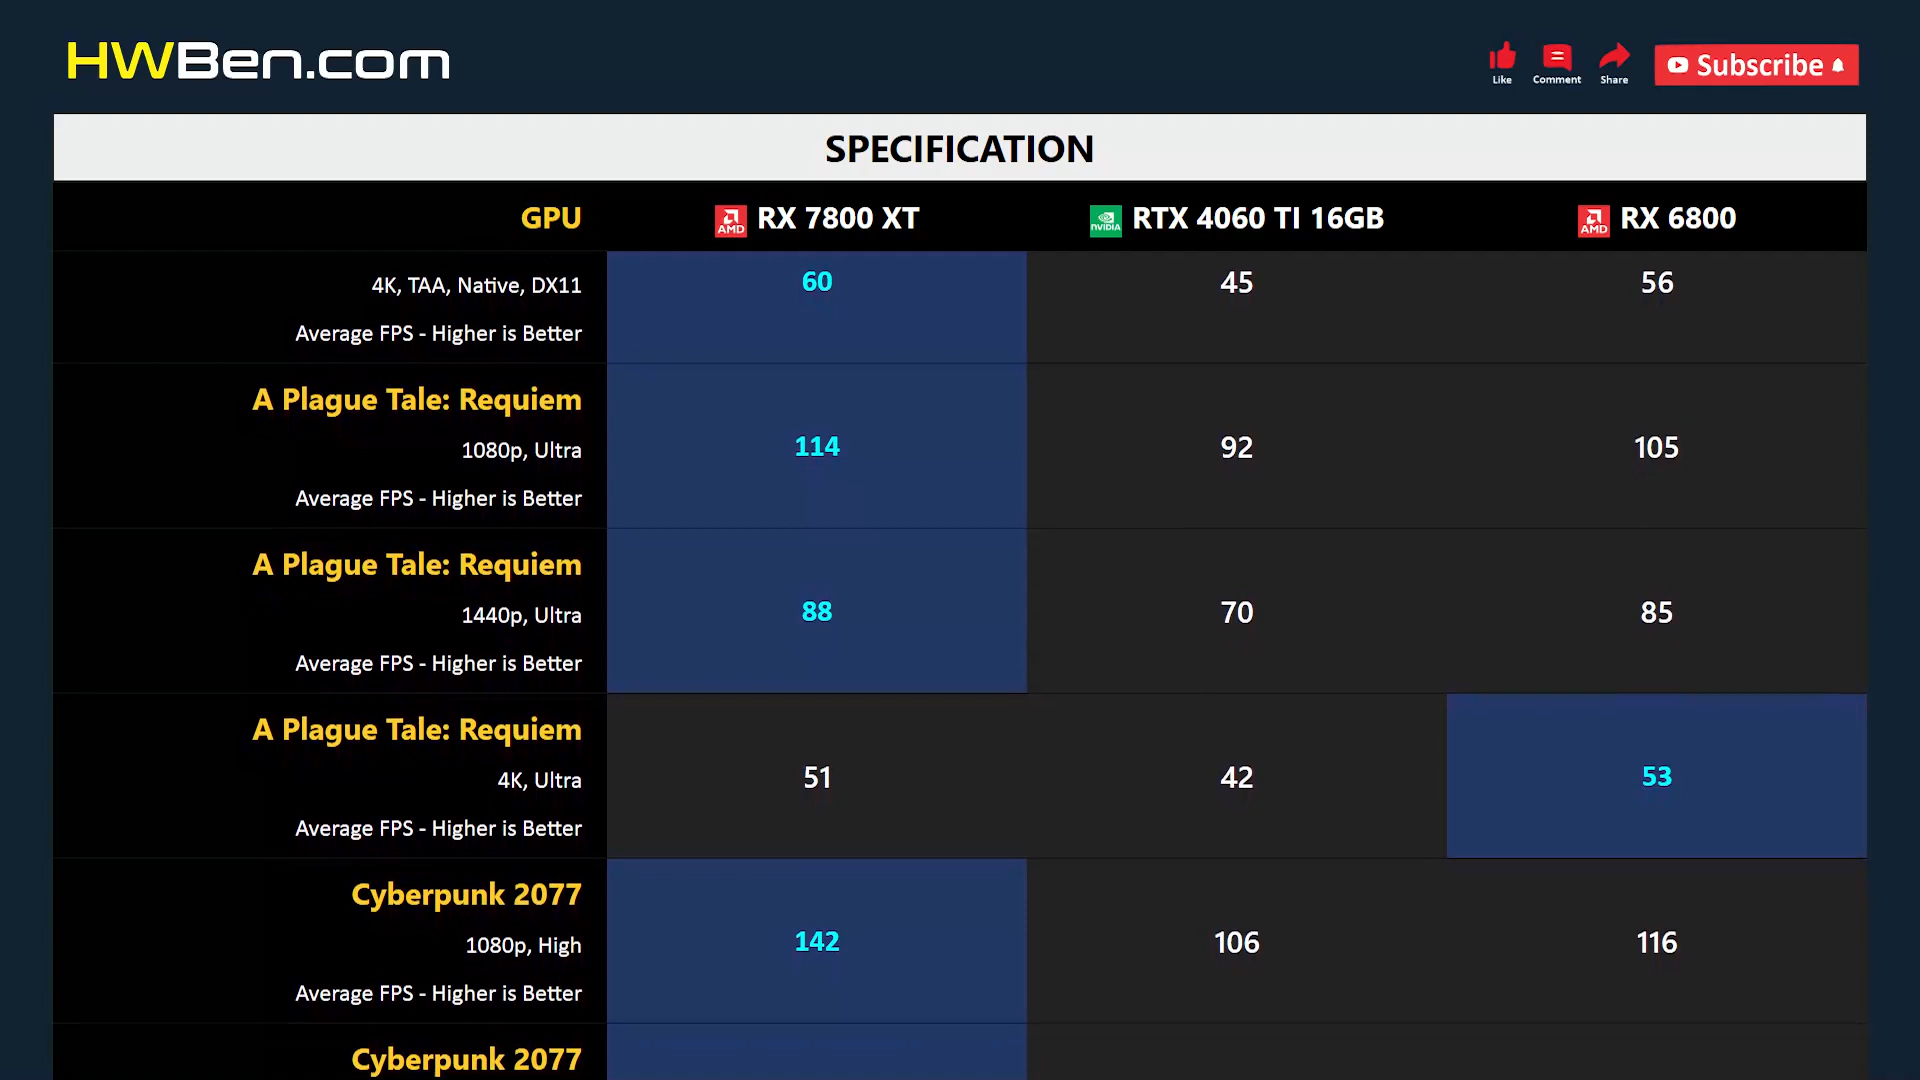 HWBen.com
Like
Comment
Share
Subscribe
SPECIFICATION
GPU AMD RX 7800 XT NVIDIA RTX 4060 TI 16GB AMD RX 6800
4K, TAA, Native, DX11 60 45 56
Average FPS - Higher is Better
A Plague Tale: Requiem
1080p, Ultra 114 92 105
Average FPS - Higher is Better
A Plague Tale: Requiem
1440p, Ultra 88 70 85
Average FPS - Higher is Better
A Plague Tale: Requiem
4K, Ultra 51 42 53
Average FPS - Higher is Better
Cyberpunk 2077
1080p, High 142 106 116
Average FPS - Higher is Better
Cyberpunk 2077